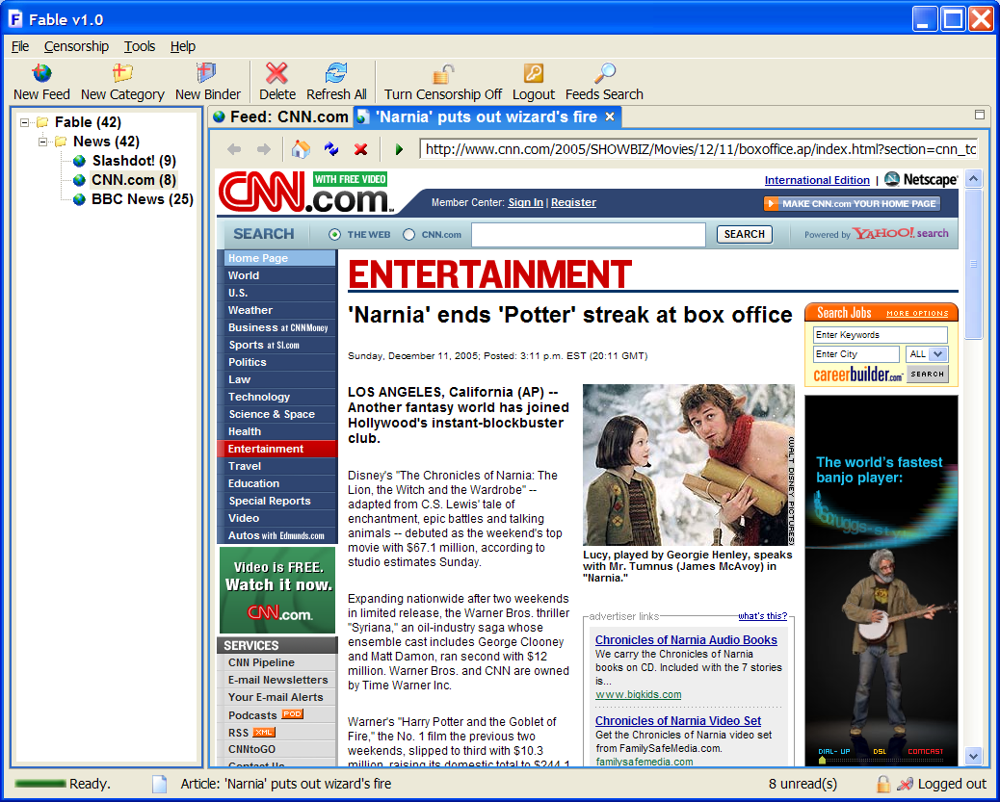 Fable v1.0
File Censorship Tools Help
New Feed New Category New Binder Delete Refresh All Turn Censorship Off Logout Feeds Search
Fable (42)
News (42)
Slashdot! (9)
CNN.com (8)
BBC News (25)
Feed: CNN.com 'Narnia' puts out wizard's fire
http://www.cnn.com/2005/SHOWBIZ/Movies/12/11/boxoffice.ap/index.html?section=cnn_to
CNN.com WITH FREE VIDEO
International Edition | Netscape
Member Center: Sign In | Register
MAKE CNN.com YOUR HOME PAGE
SEARCH THE WEB CNN.com SEARCH Powered by YAHOO! search
Home Page
World
U.S.
Weather
Business at CNNMoney
Sports at SI.com
Politics
Law
Technology
Science & Space
Health
Entertainment
Travel
Education
Special Reports
Video
Autos with Edmunds.com
Video is FREE.
Watch it now.
CNN.com
SERVICES
CNN Pipeline
E-mail Newsletters
Your E-mail Alerts
Podcasts POD
RSS XML
CNNtoGO
Contact Us
ENTERTAINMENT
'Narnia' ends 'Potter' streak at box office
Sunday, December 11, 2005; Posted: 3:11 p.m. EST (20:11 GMT)
LOS ANGELES, California (AP) --
Another fantasy world has joined
Hollywood's instant-blockbuster
club.
Disney's "The Chronicles of Narnia: The
Lion, the Witch and the Wardrobe" --
adapted from C.S. Lewis' tale of
enchantment, epic battles and talking
animals -- debuted as the weekend's top
movie with $67.1 million, according to
studio estimates Sunday.
Expanding nationwide after two weekends
in limited release, the Warner Bros. thriller
"Syriana," an oil-industry saga whose
ensemble cast includes George Clooney
and Matt Damon, ran second with $12
million. Warner Bros. and CNN are owned
by Time Warner Inc.
Warner's "Harry Potter and the Goblet of
Fire," the No. 1 film the previous two
weekends, slipped to third with $10.3
million, raising its domestic total to $244.1
(WALT DISNEY PICTURES)
Lucy, played by Georgie Henley, speaks
with Mr. Tumnus (James McAvoy) in
"Narnia."
advertiser links what's this?
Chronicles of Narnia Audio Books
We carry the Chronicles of Narnia
books on CD. Included with the 7 stories
is...
www.bigkids.com
Chronicles of Narnia Video Set
Get the Chronicles of Narnia video set
from FamilySafeMedia.com.
familysafemedia.com
Search Jobs MORE OPTIONS
Enter Keywords
Enter City ALL
careerbuilder.com SEARCH
The world's fastest
banjo player:
Scruggs-style
DIAL-UP DSL COMCAST
Ready. Article: 'Narnia' puts out wizard's fire 8 unread(s) Logged out